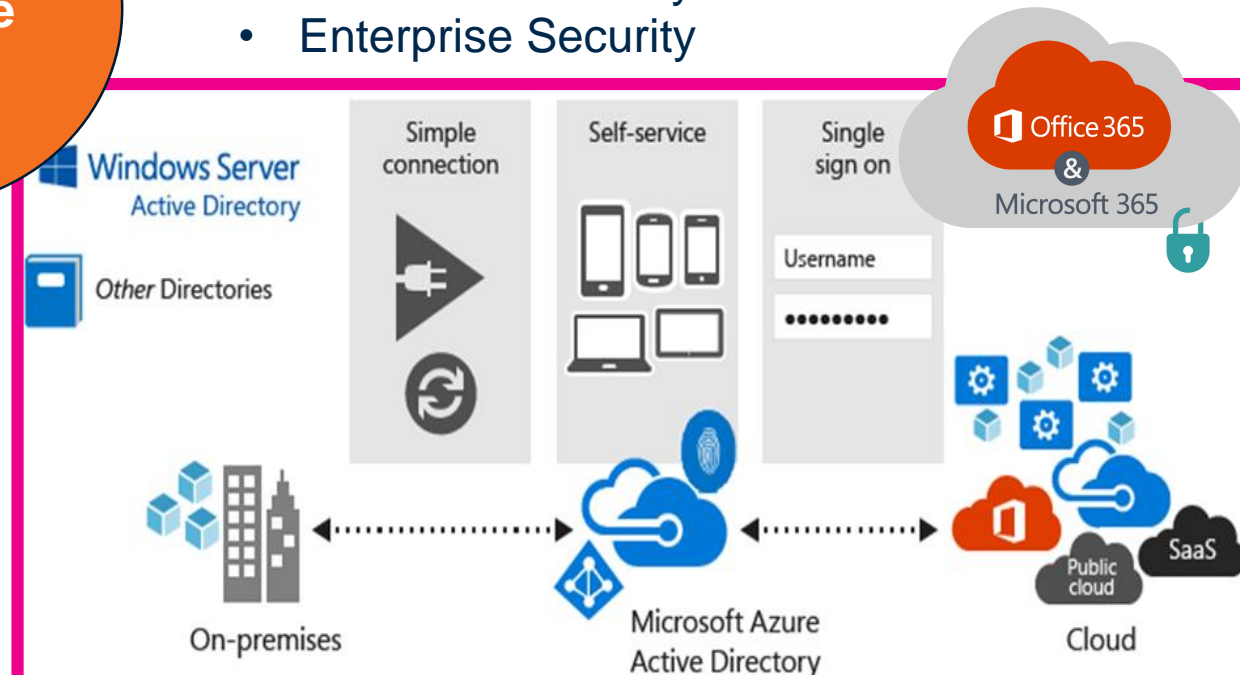 e
• Enterprise Security
Office 365
&
Microsoft 365
Windows Server
Active Directory
Other Directories
Simple
connection
Self-service
Single
sign on
Username
•••••••••
SaaS
Public
cloud
On-premises
Microsoft Azure
Active Directory
Cloud